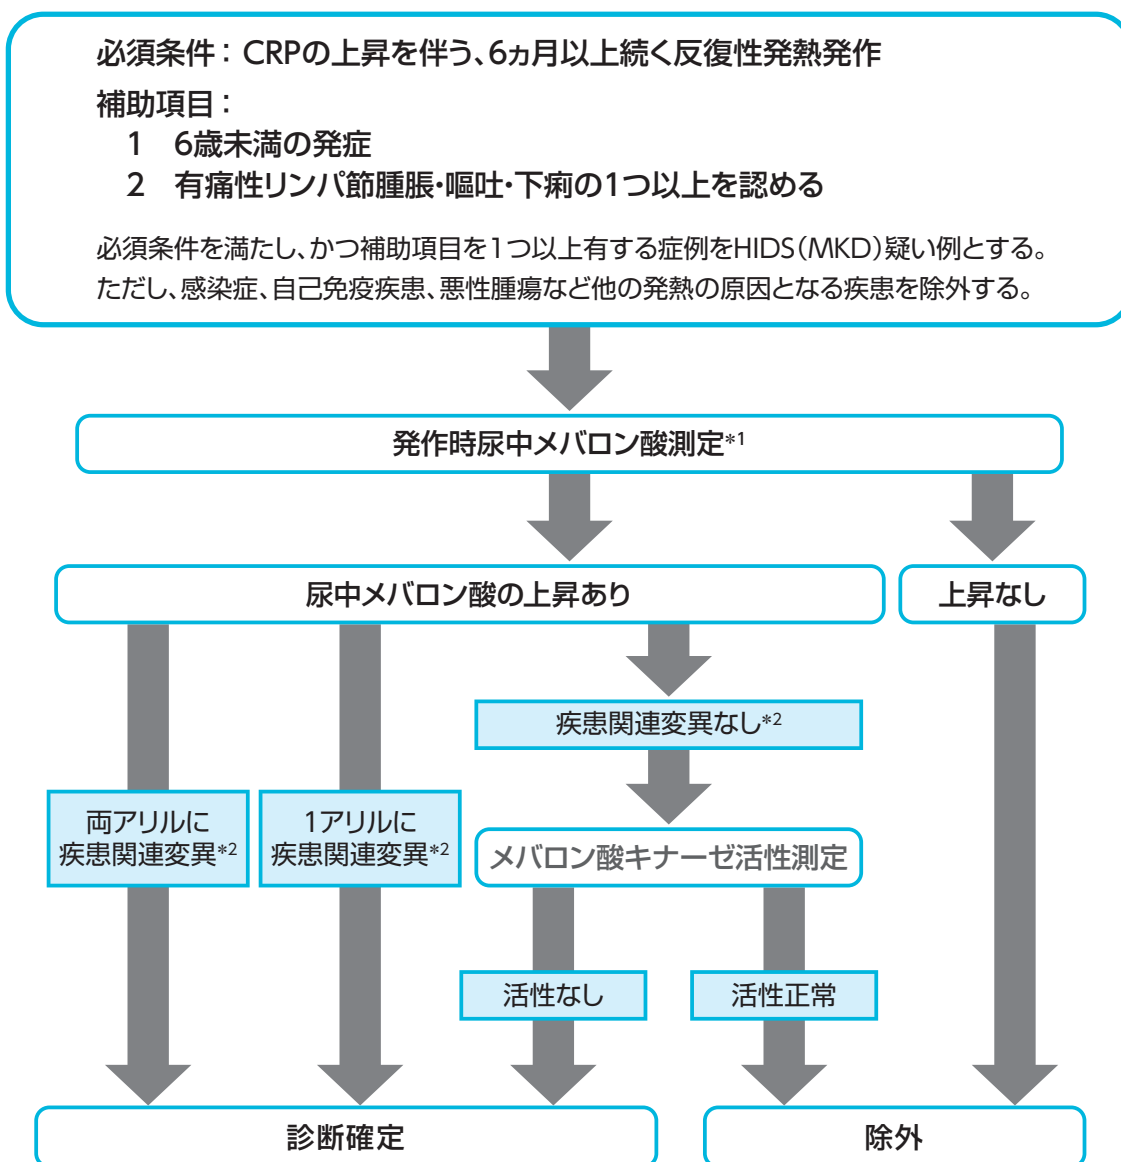 必須条件：CRPの上昇を伴う、6ヵ月以上続く反復性発熱発作
補助項目：
1 6歳未満の発症
2 有痛性リンパ節腫脹・嘔吐・下痢の1つ以上を認める
必須条件を満たし、かつ補助項目を1つ以上有する症例をHIDS（MKD）疑い例とする。
ただし、感染症、自己免疫疾患、悪性腫瘍など他の発熱の原因となる疾患を除外する。
発作時尿中メバロン酸測定*1
尿中メバロン酸の上昇あり
上昇なし
疾患関連変異なし*2
両アリルに
疾患関連変異*2
1アリルに
疾患関連変異*2
メバロン酸キナーゼ活性測定
活性なし
活性正常
診断確定
除外